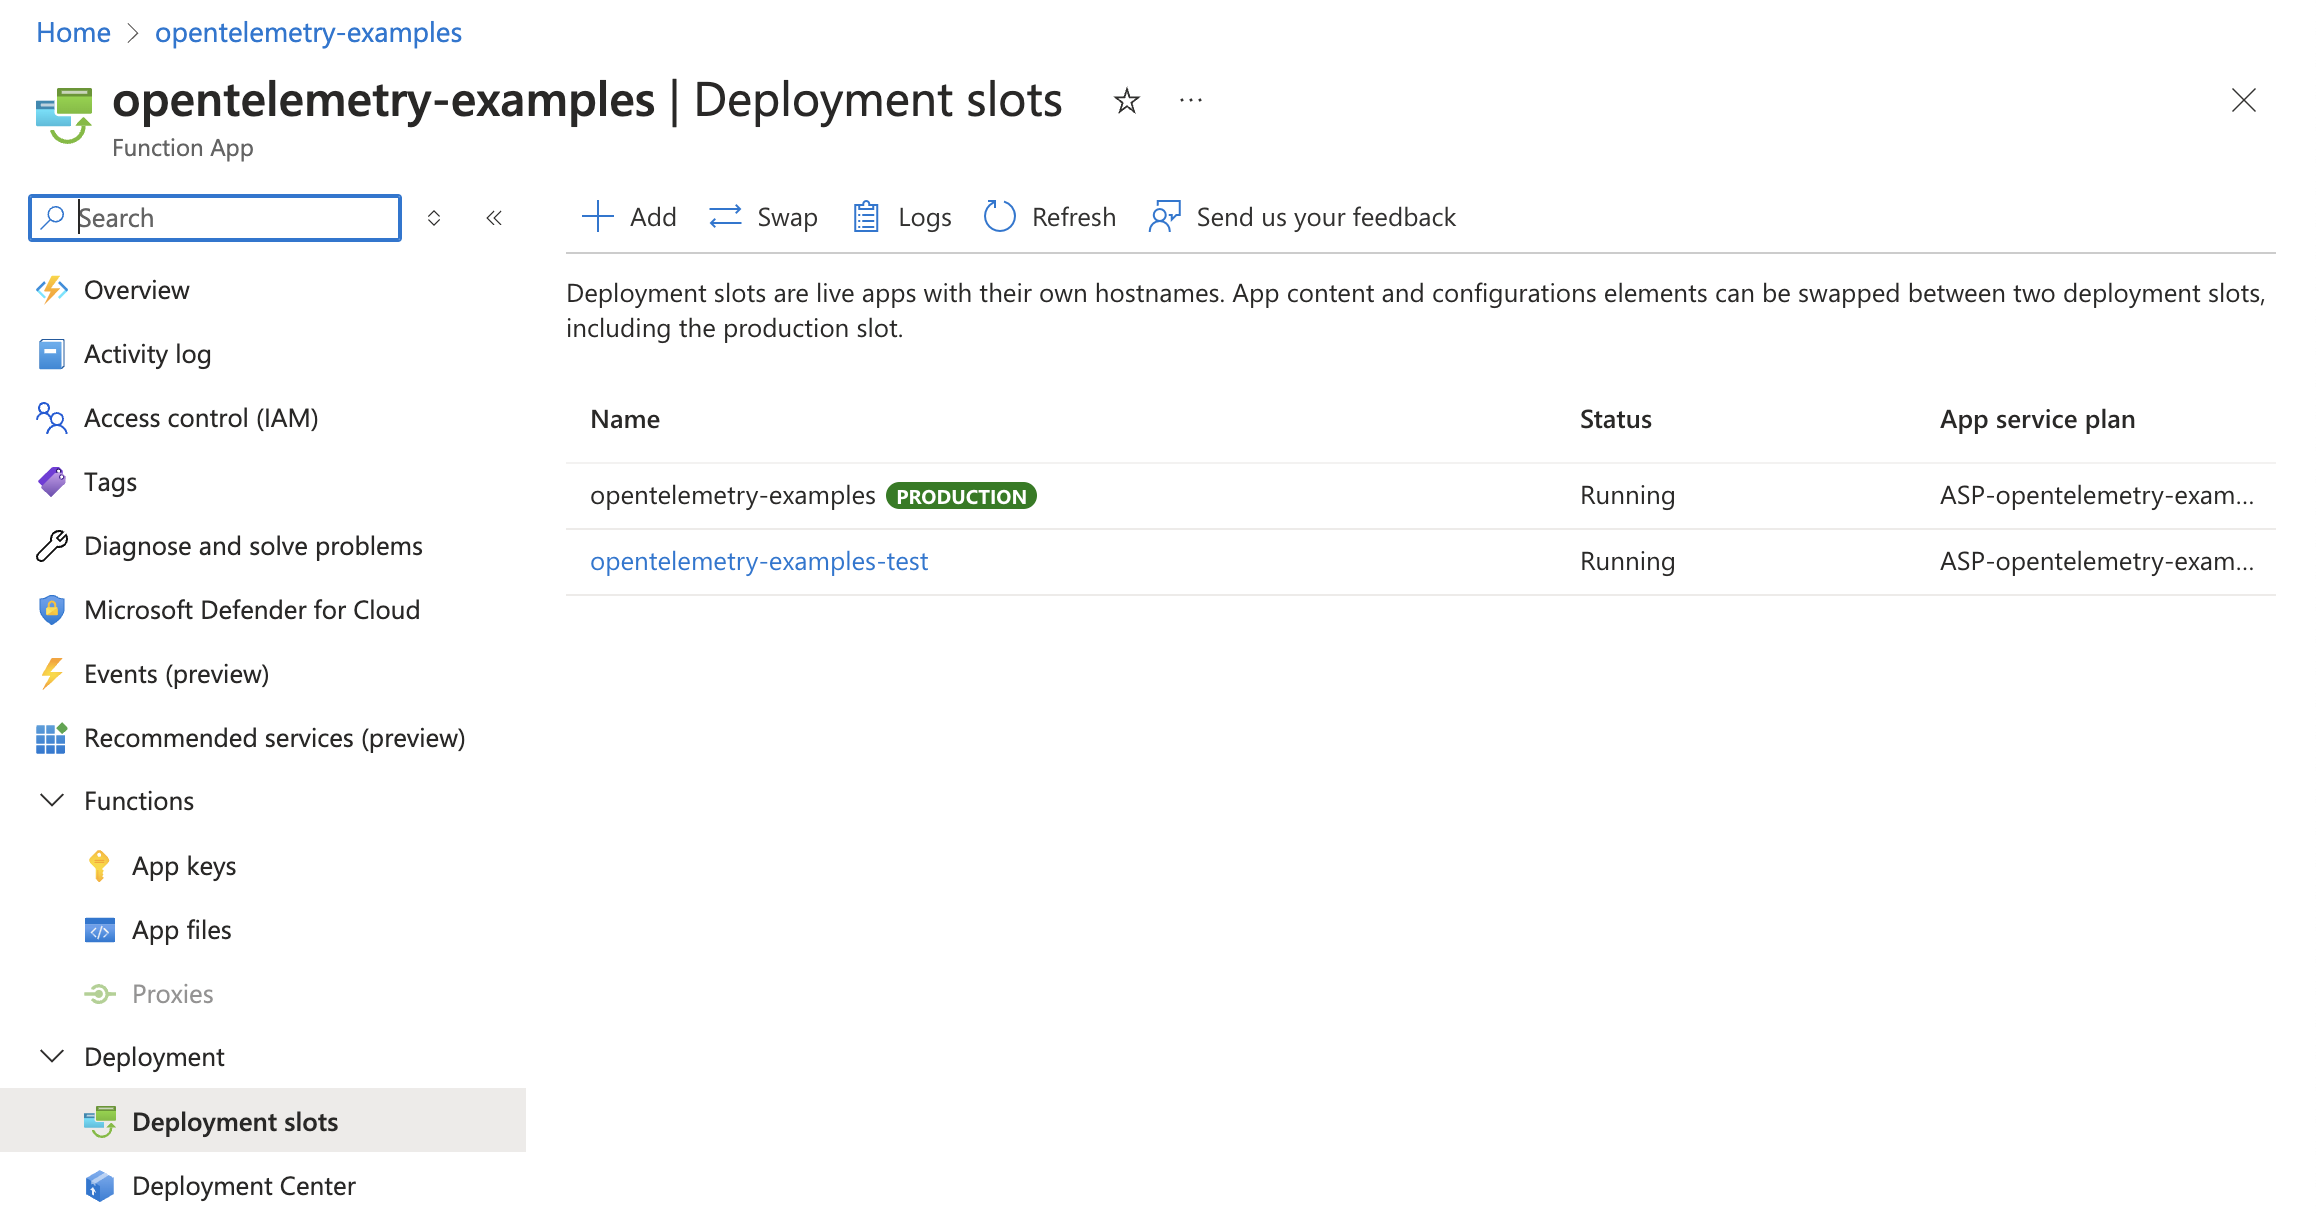 Home > opentelemetry-examples
opentelemetry-examples | Deployment slots
Function App
Search
Add Swap Logs Refresh Send us your feedback
Overview
Activity log
Access control (IAM)
Tags
Diagnose and solve problems
Microsoft Defender for Cloud
Events (preview)
Recommended services (preview)
Functions
App keys
App files
Proxies
Deployment
Deployment slots
Deployment Center
Deployment slots are live apps with their own hostnames. App content and configurations elements can be swapped between two deployment slots,
including the production slot.
Name Status App service plan
opentelemetry-examples PRODUCTION Running ASP-opentelemetry-exam...
opentelemetry-examples-test Running ASP-opentelemetry-exam...